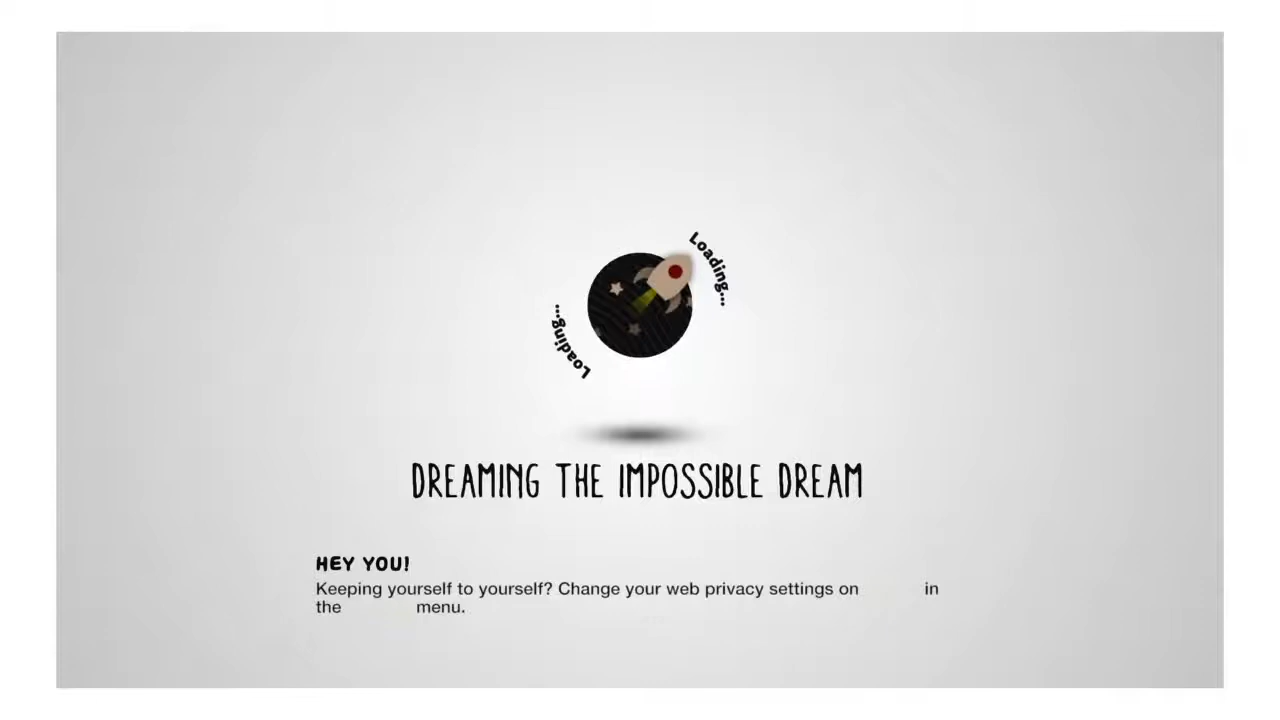 Loading...
Loading...
DREAMING THE IMPOSSIBLE DREAM
HEY YOU!
Keeping yourself to yourself? Change your web privacy settings on in
the menu.